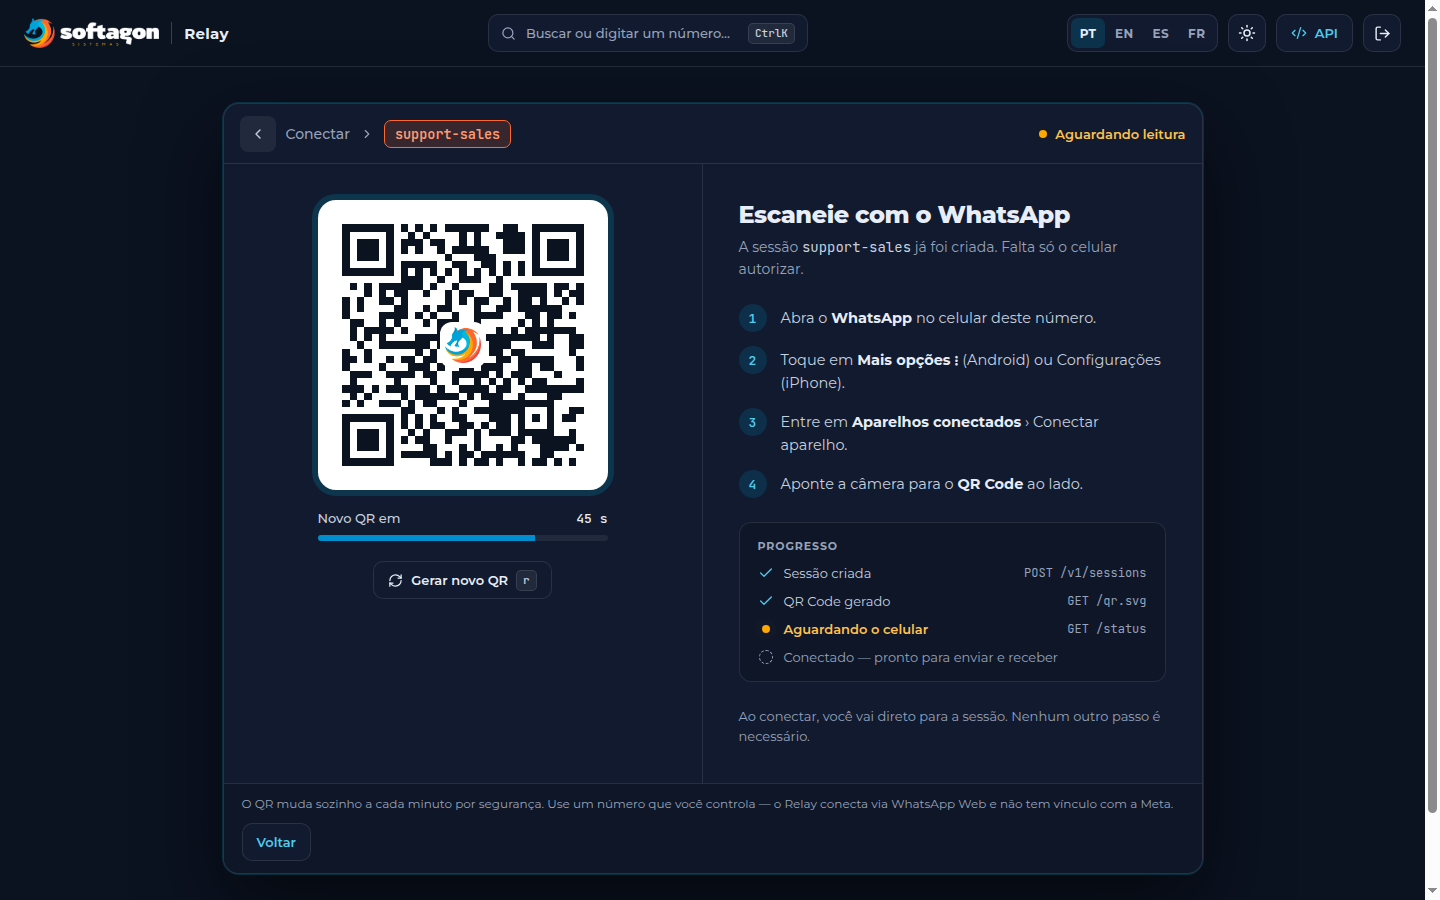 softagon
SISTEMAS
Relay
Buscar ou digitar um número...
CtrlK
PT EN ES FR
API
Conectar
support-sales
Aguardando leitura
Novo QR em 45 s
Gerar novo QR r
Escaneie com o WhatsApp
A sessão support-sales já foi criada. Falta só o celular
autorizar.
1 Abra o WhatsApp no celular deste número.
2 Toque em Mais opções ⋮ (Android) ou Configurações
(iPhone).
3 Entre em Aparelhos conectados › Conectar
aparelho.
4 Aponte a câmera para o QR Code ao lado.
PROGRESSO
Sessão criada POST /v1/sessions
QR Code gerado GET /qr.svg
Aguardando o celular GET /status
Conectado — pronto para enviar e receber
Ao conectar, você vai direto para a sessão. Nenhum outro passo é
necessário.
O QR muda sozinho a cada minuto por segurança. Use um número que você controla — o Relay conecta via WhatsApp Web e não tem vínculo com a Meta.
Voltar